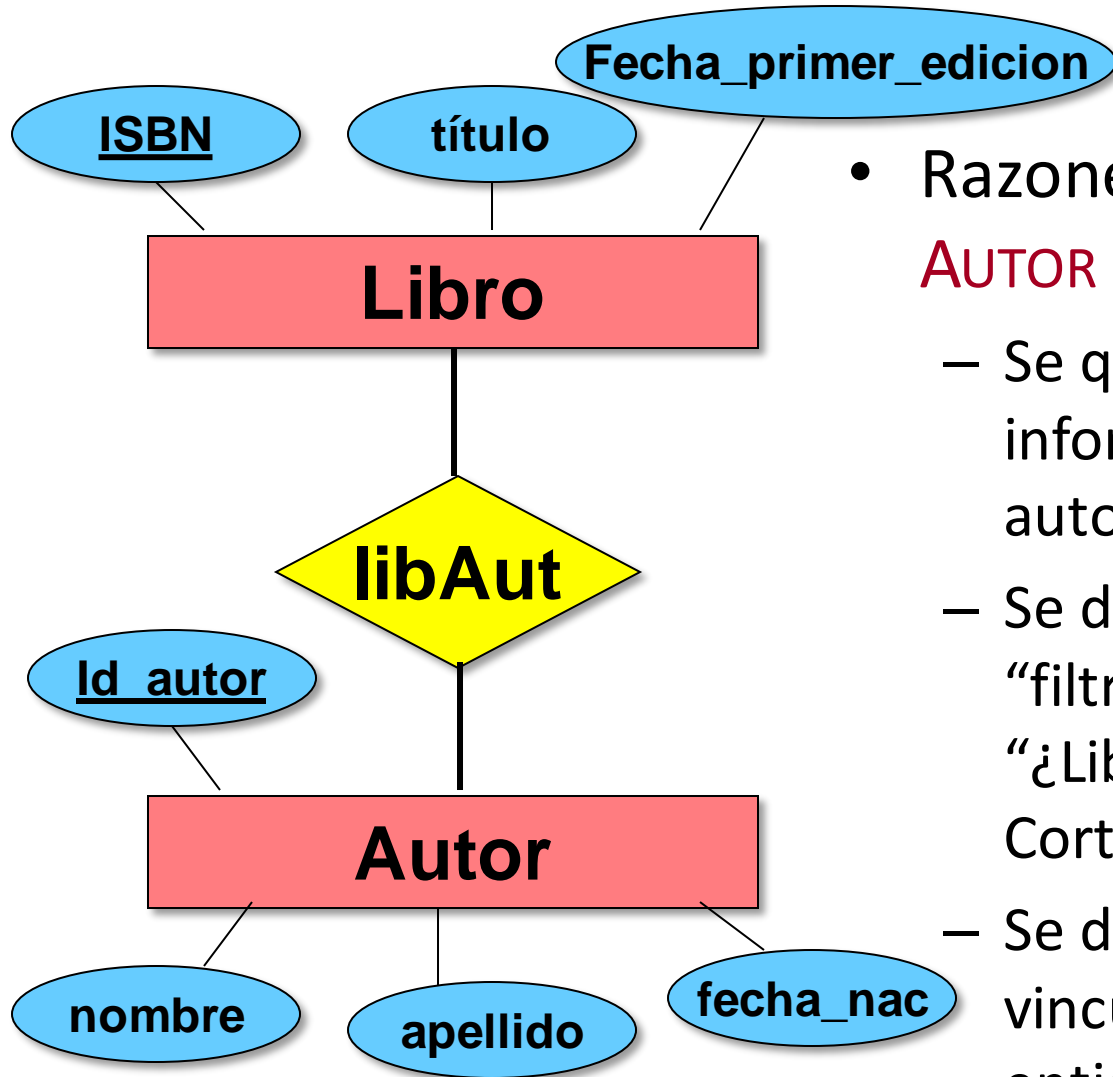 Fecha_primer_edicion
ISBN
título
Libro
libAut
Id_autor
Autor
nombre
apellido
fecha_nac
• Razone
AUTOR
– Se q
infor
auto
– Se d
“filtr
“¿Lib
Cort
– Se d
vincu